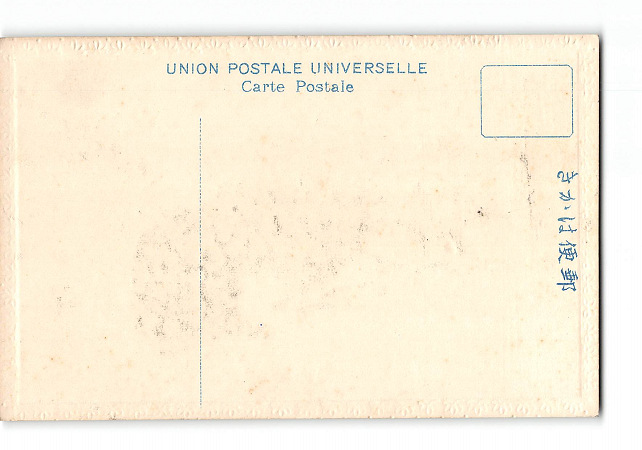 UNION POSTALE UNIVERSELLE
Carte Postale
きかは便郵